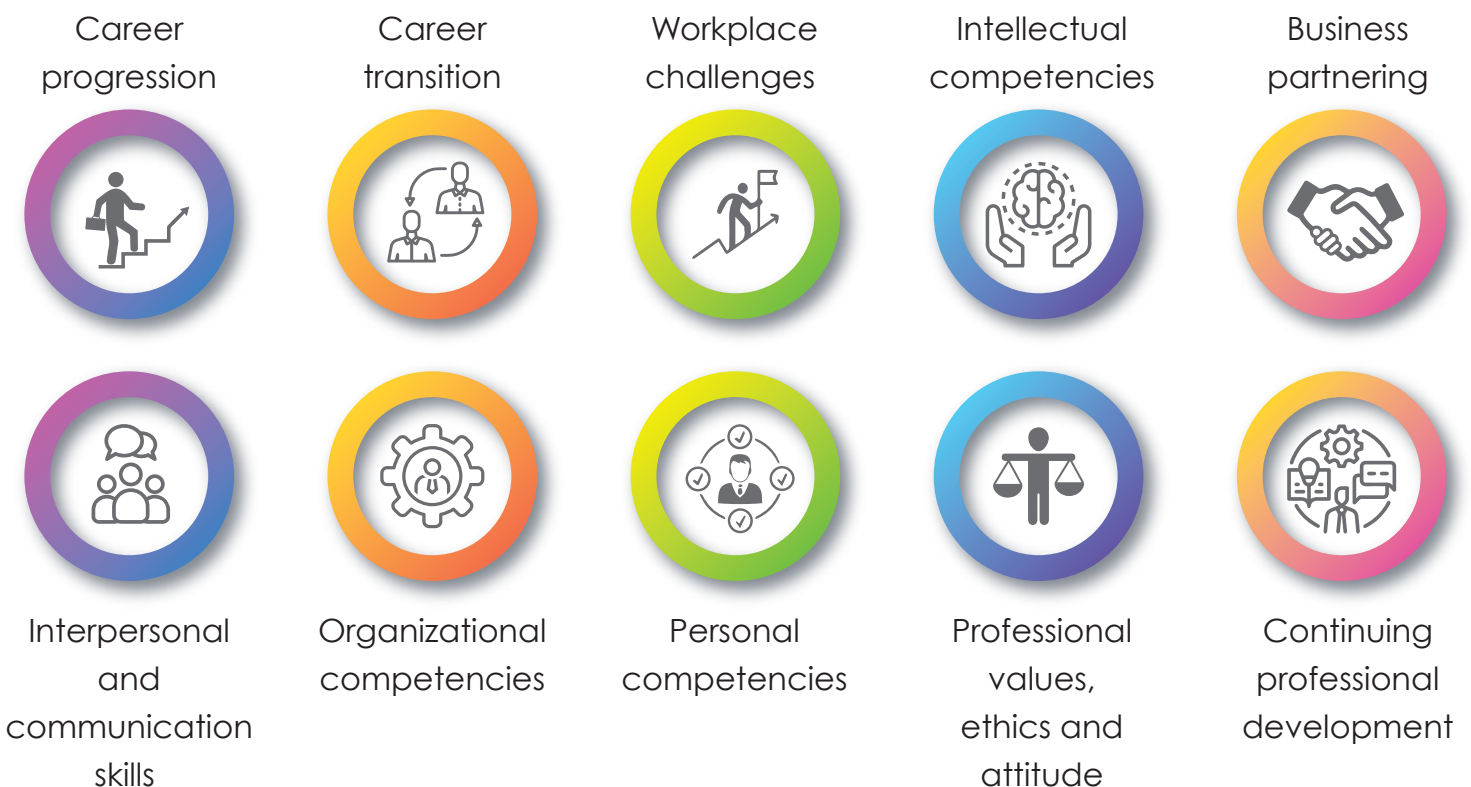 Career
progression
Career
transition
Workplace
challenges
Intellectual
competencies
Business
partnering
Interpersonal
and
communication
skills
Organizational
competencies
Personal
competencies
Professional
values,
ethics and
attitude
Continuing
professional
development